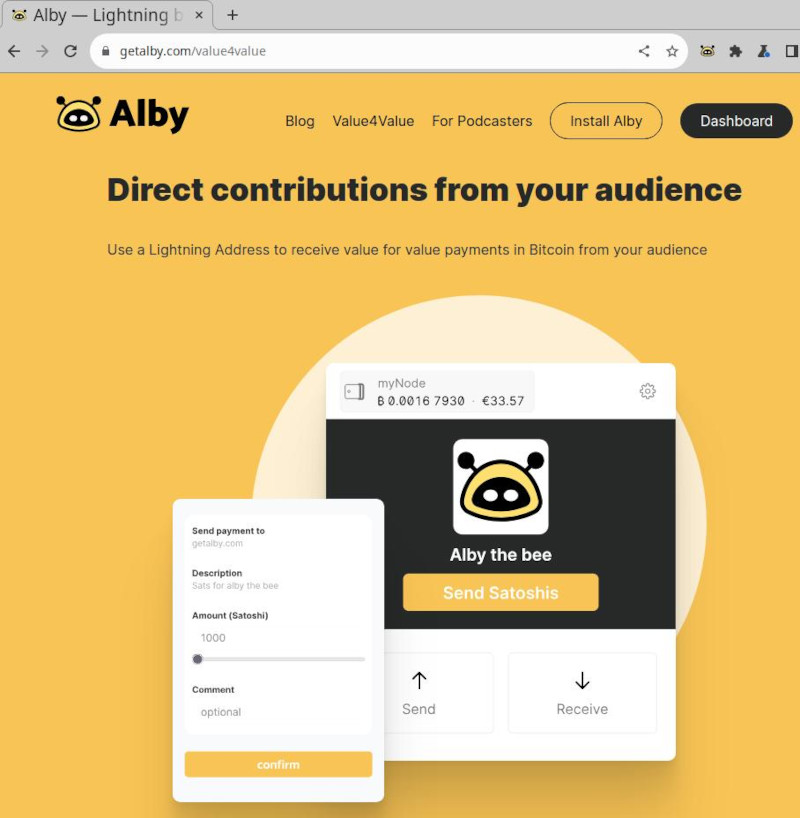 Alby — Lightning b
getalby.com/value4value
Alby
Blog Value4Value For Podcasters Install Alby Dashboard
Direct contributions from your audience
Use a Lightning Address to receive value for value payments in Bitcoin from your audience
myNode
₿ 0.0016 7930 · €33.57
Alby the bee
Send Satoshis
Send Receive
Send payment to
getalby.com
Description
Sats for alby the bee
Amount (Satoshi)
1000
Comment
optional
confirm